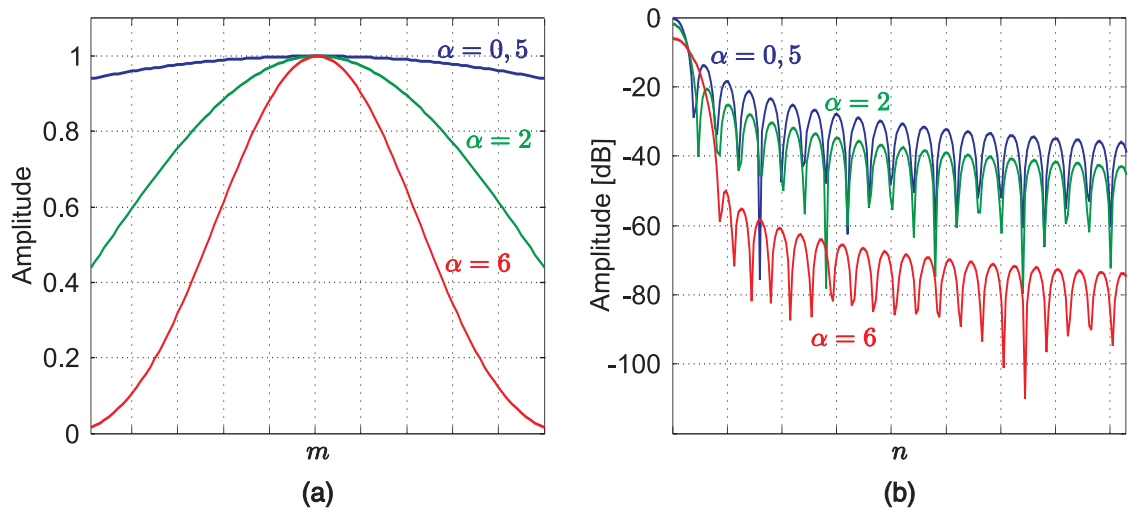 Amplitude
1
0.8
0.6
0.4
0.2
0
α = 0,5
α = 2
α = 6
m
(a)
Amplitude [dB]
0
-20
-40
-60
-80
-100
α = 0,5
α = 2
α = 6
n
(b)